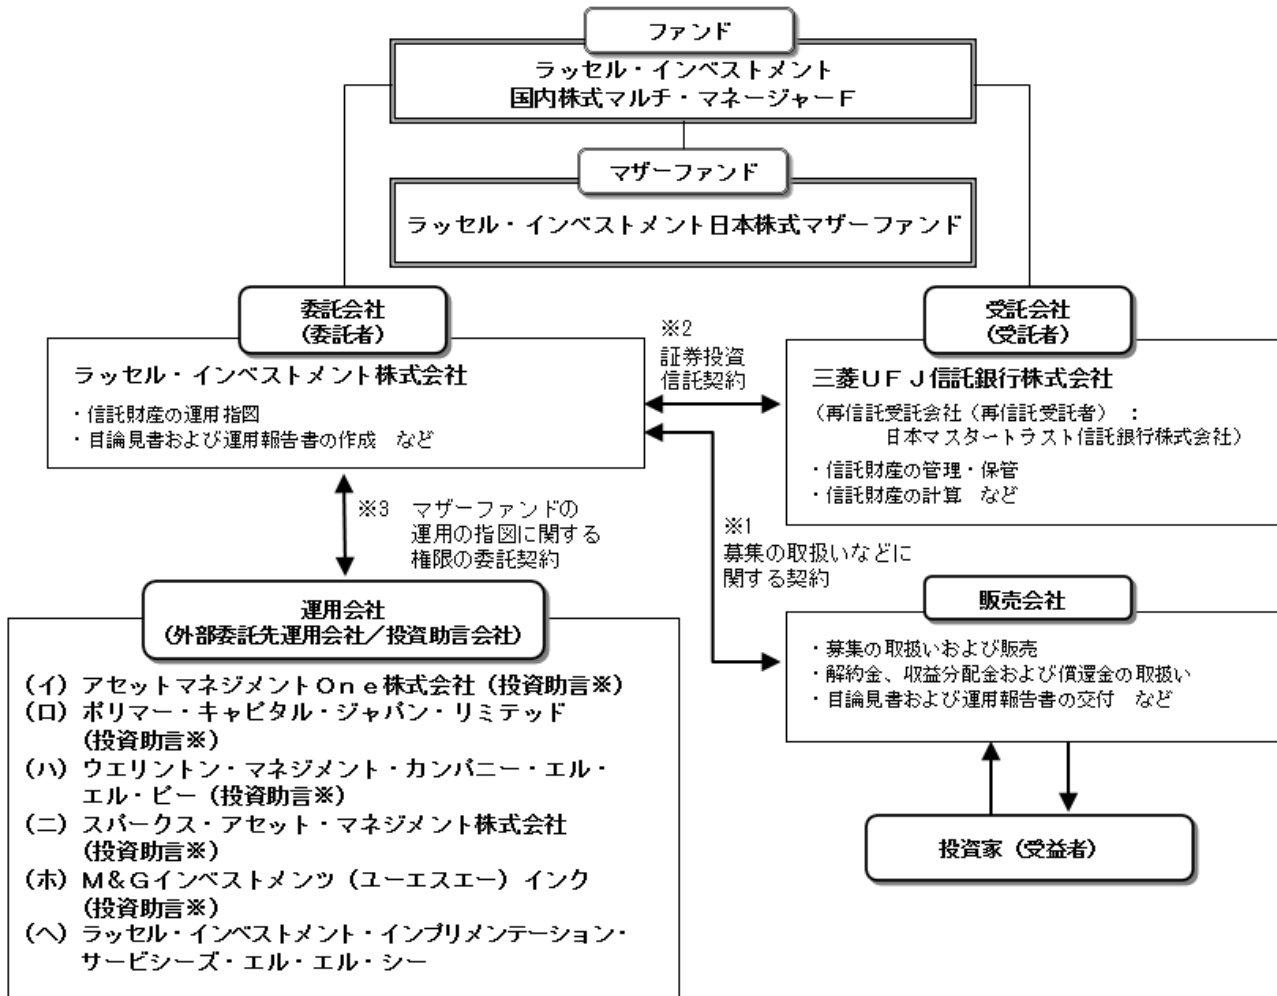 ファンド
ラッセル・インベストメント
国内株式マルチ・マネージャーＦ
マザーファンド
ラッセル・インベストメント日本株式マザーファンド
委託会社
（委託者）
ラッセル・インベストメント株式会社
・信託財産の運用指図
・目論見書および運用報告書の作成　など
※2
証券投資
信託契約
受託会社
（受託者）
三菱ＵＦＪ信託銀行株式会社
（再信託受託会社（再信託受託者）：
日本マスタートラスト信託銀行株式会社）
・信託財産の管理・保管
・信託財産の計算　など
※3　マザーファンドの
運用の指図に関する
権限の委託契約
※1
募集の取扱いなどに
関する契約
運用会社
（外部委託先運用会社／投資助言会社）
（イ）アセットマネジメントＯｎｅ株式会社（投資助言※）
（ロ）ポリマー・キャピタル・ジャパン・リミテッド
（投資助言※）
（ハ）ウエリントン・マネジメント・カンパニー・エル・
エル・ピー（投資助言※）
（ニ）スパークス・アセット・マネジメント株式会社
（投資助言※）
（ホ）Ｍ＆Ｇインベストメンツ（ユーエスエー）インク
（投資助言※）
（ヘ）ラッセル・インベストメント・インプリメンテーション・
サービシーズ・エル・エル・シー
販売会社
・募集の取扱いおよび販売
・解約金、収益分配金および償還金の取扱い
・目論見書および運用報告書の交付　など
投資家（受益者）